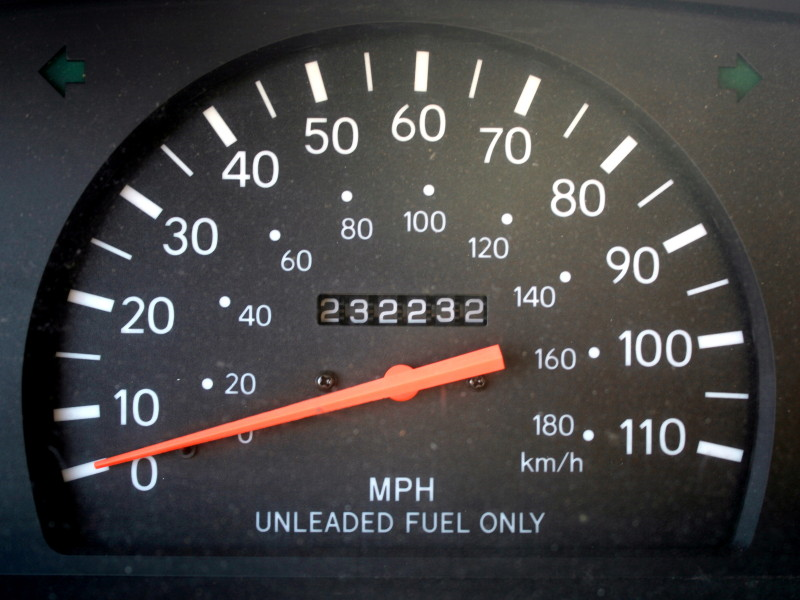 50 60 70
40 80
30 80 100 120 90
60 140
20 40 232232 160 100
10 20 180 110
0 0 km/h
MPH
UNLEADED FUEL ONLY